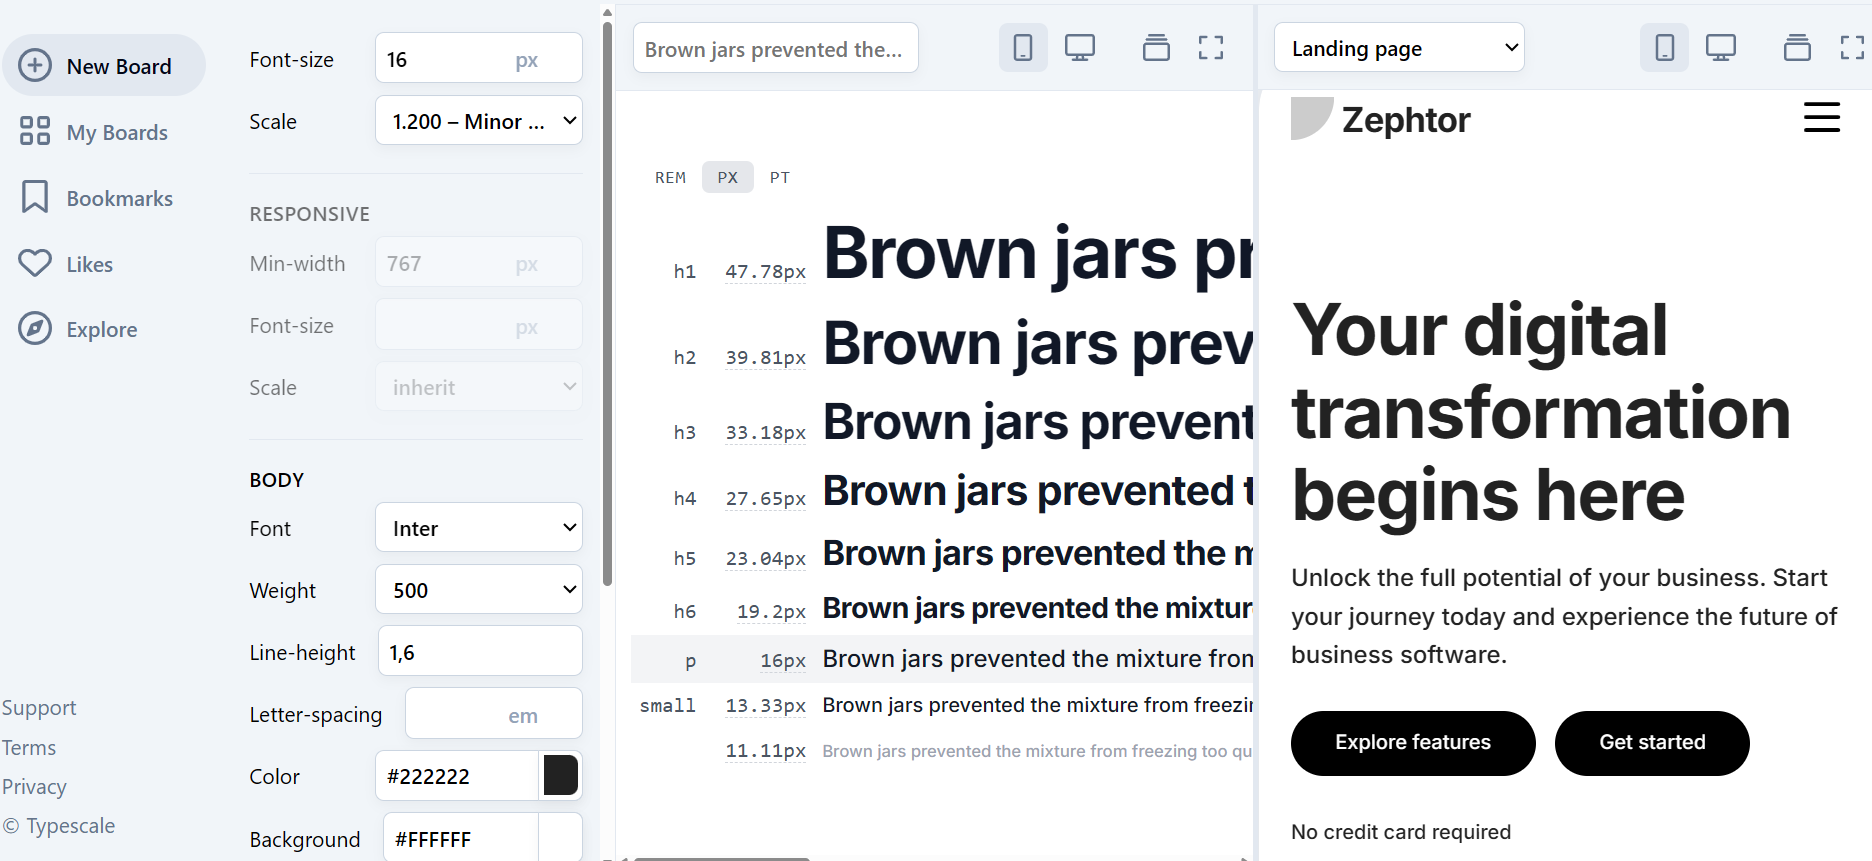 New Board
My Boards
Bookmarks
Likes
Explore
Support
Terms
Privacy
© Typescale
Font-size 16 px
Scale 1.200 – Minor ...
RESPONSIVE
Min-width 767 px
Font-size px
Scale inherit
BODY
Font Inter
Weight 500
Line-height 1,6
Letter-spacing em
Color #222222
Background #FFFFFF
Brown jars prevented the...
REM PX PT
h1 47.78px Brown jars pr
h2 39.81px Brown jars prev
h3 33.18px Brown jars prevent
h4 27.65px Brown jars prevented t
h5 23.04px Brown jars prevented the m
h6 19.2px Brown jars prevented the mixtur
p 16px Brown jars prevented the mixture from
small 13.33px Brown jars prevented the mixture from freezin
11.11px Brown jars prevented the mixture from freezing too qu
Landing page
Zephtor
Your digital
transformation
begins here
Unlock the full potential of your business. Start
your journey today and experience the future of
business software.
Explore features
Get started
No credit card required